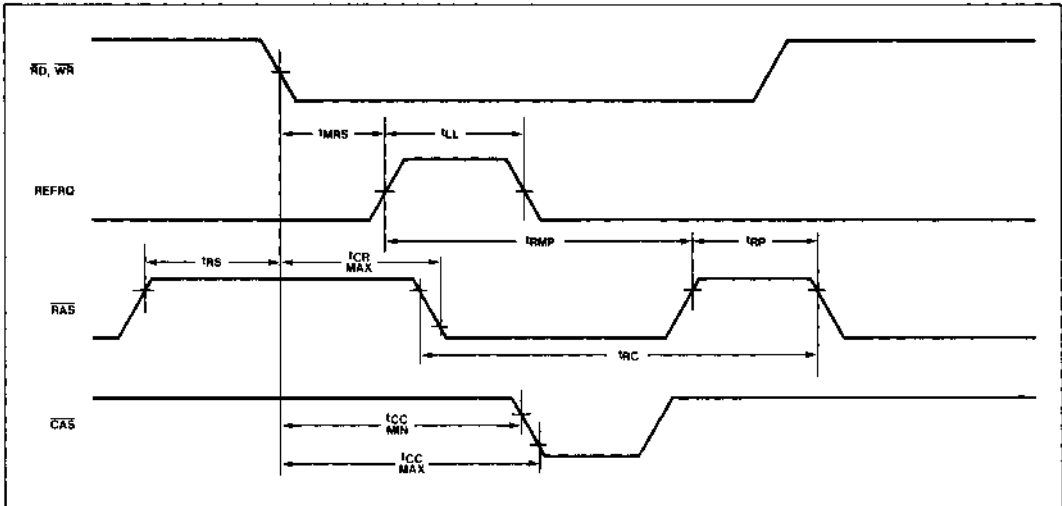 RD, WR
tMRS tLL
REFRQ
tRMP tRP
tRS tCR
MAX
RAS
tRC
CAS
tCC
MIN
tCC
MAX